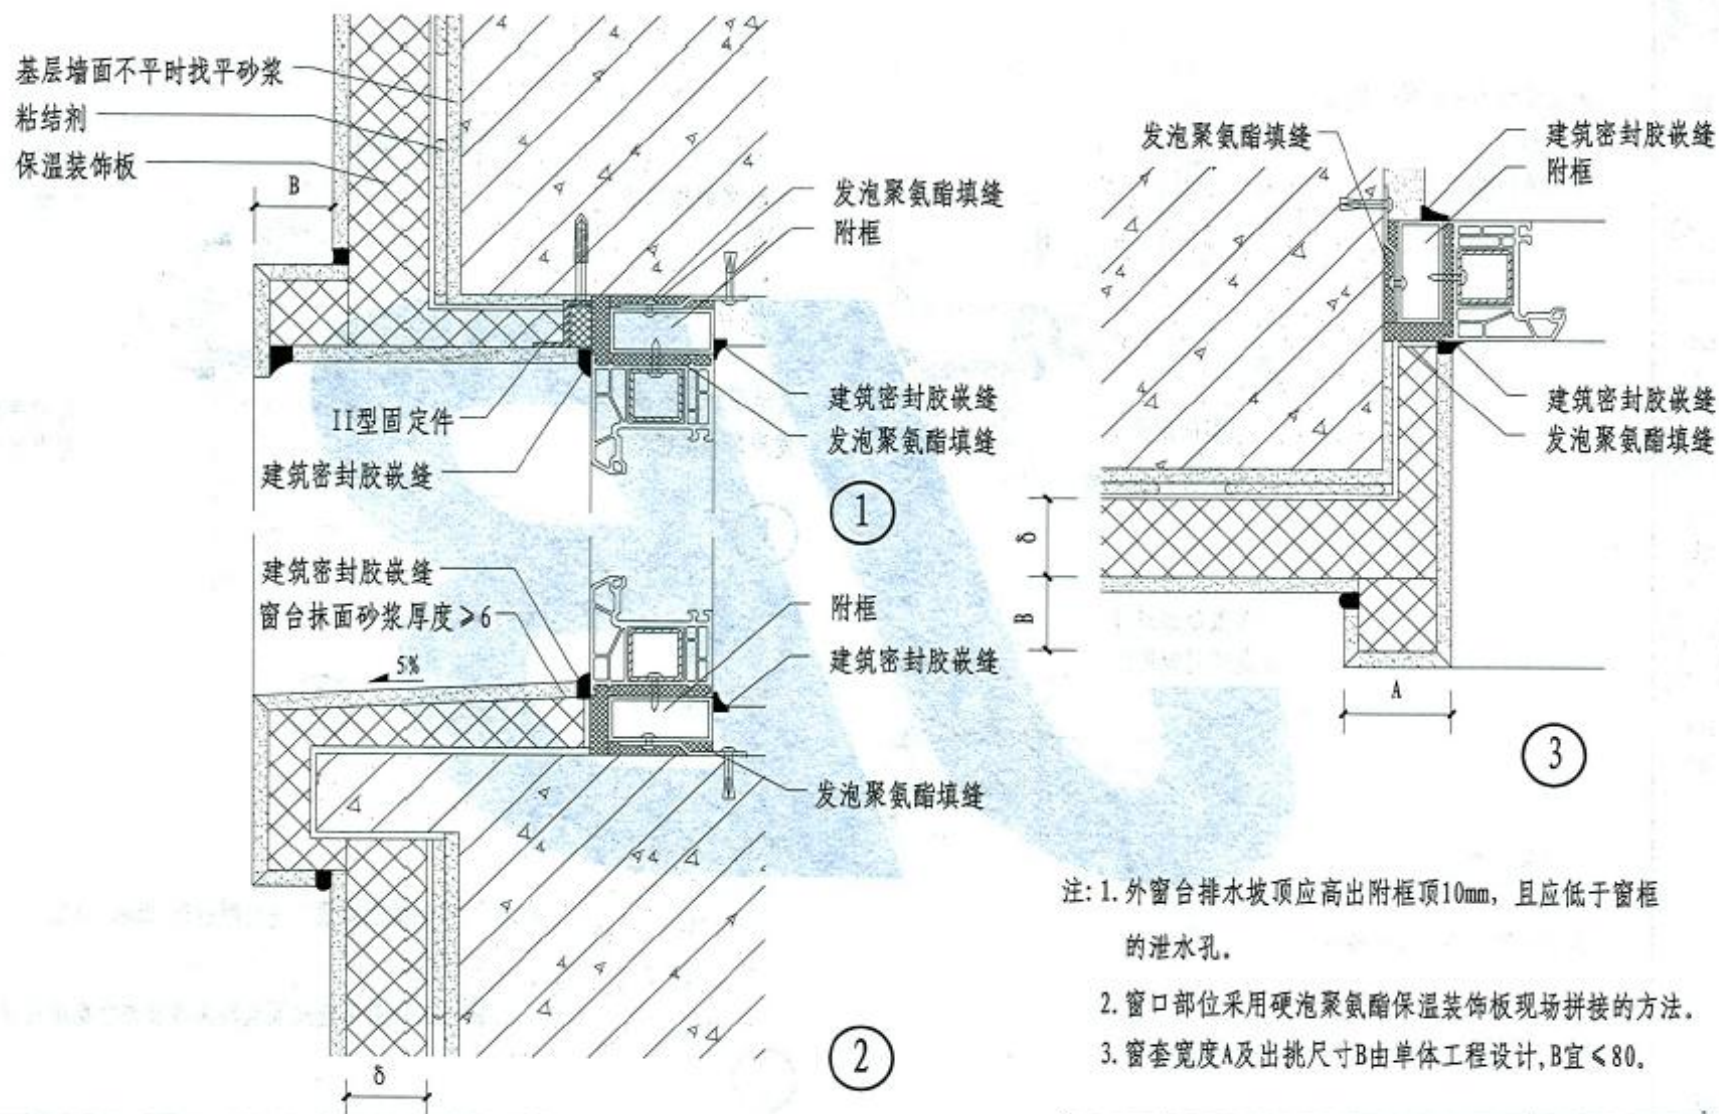 基层墙面不平时找平砂浆
粘结剂
保温装饰板
B
发泡聚氨酯填缝
附框
II型固定件
建筑密封胶嵌缝
建筑密封胶嵌缝
发泡聚氨酯填缝
1
建筑密封胶嵌缝
窗台抹面砂浆厚度≥6
5%
附框
建筑密封胶嵌缝
发泡聚氨酯填缝
δ
2
发泡聚氨酯填缝
建筑密封胶嵌缝
附框
建筑密封胶嵌缝
发泡聚氨酯填缝
δ
B
A
3
注:1.外窗台排水坡顶应高出附框顶10mm，且应低于窗框
的泄水孔。
2.窗口部位采用硬泡聚氨酯保温装饰板现场拼接的方法。
3.窗套宽度A及出挑尺寸B由单体工程设计,B宜≤80。